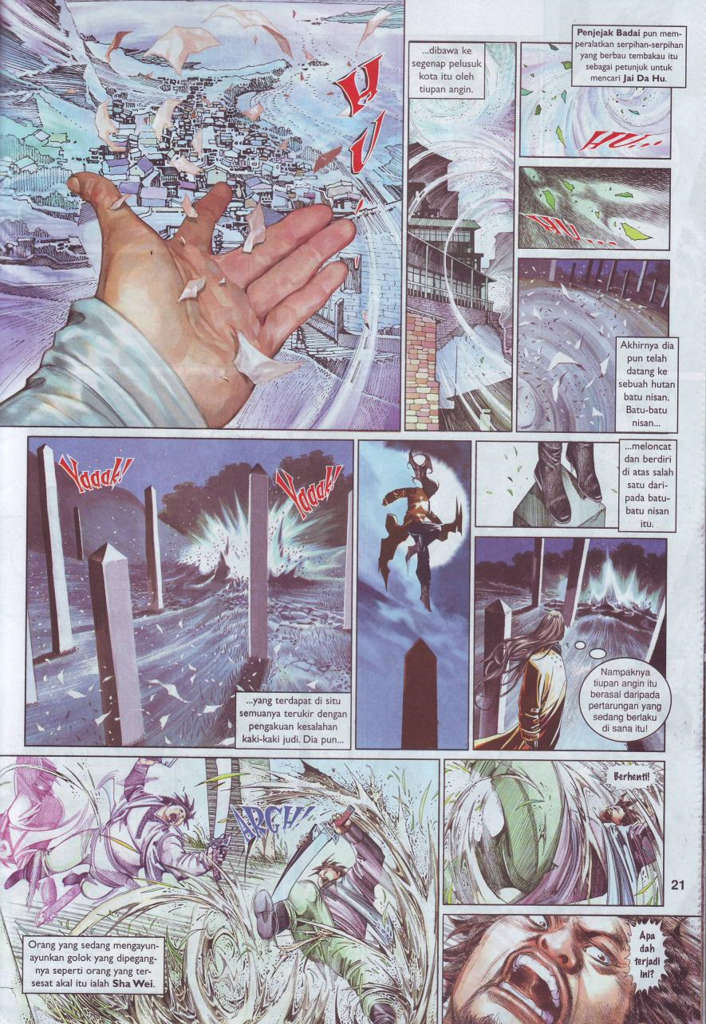 HU
Penjejak Badai pun mem-
peralatkan serpihan-serpihan
yang berbau tembakau itu
sebagai petunjuk untuk
mencari Jai Da Hu.
HU...
...dibawa ke
segenap pelusuk
kota itu oleh
tiupan angin.
HU...
Akhirnya dia
pun telah
datang ke
sebuah hutan
batu nisan.
Batu-batu
nisan...
Yaaak!
Yaaak!
...yang terdapat di situ
semuanya terukir dengan
pengakuan kesalahan
kaki-kaki judi. Dia pun...
...meloncat
dan berdiri
di atas salah
satu dari-
pada batu-
batu nisan
itu.
Nampaknya
tiupan angin itu
berasal daripada
pertarungan yang
sedang berlaku
di sana itu!
ARGH!
Orang yang sedang mengayun-
ayunkan golok yang dipegang-
nya seperti orang yang ter-
sesat akal itu ialah Sha Wei.
Berhenti!
21
Apa
dah
terjadi
ni?